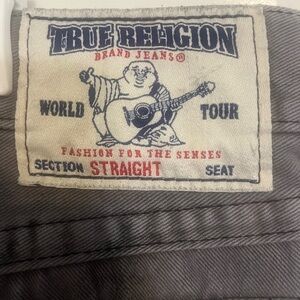 TRUE RELIGION
BRAND JEANS®
WORLD TOUR
FASHION FOR THE SENSES
SECTION STRAIGHT SEAT